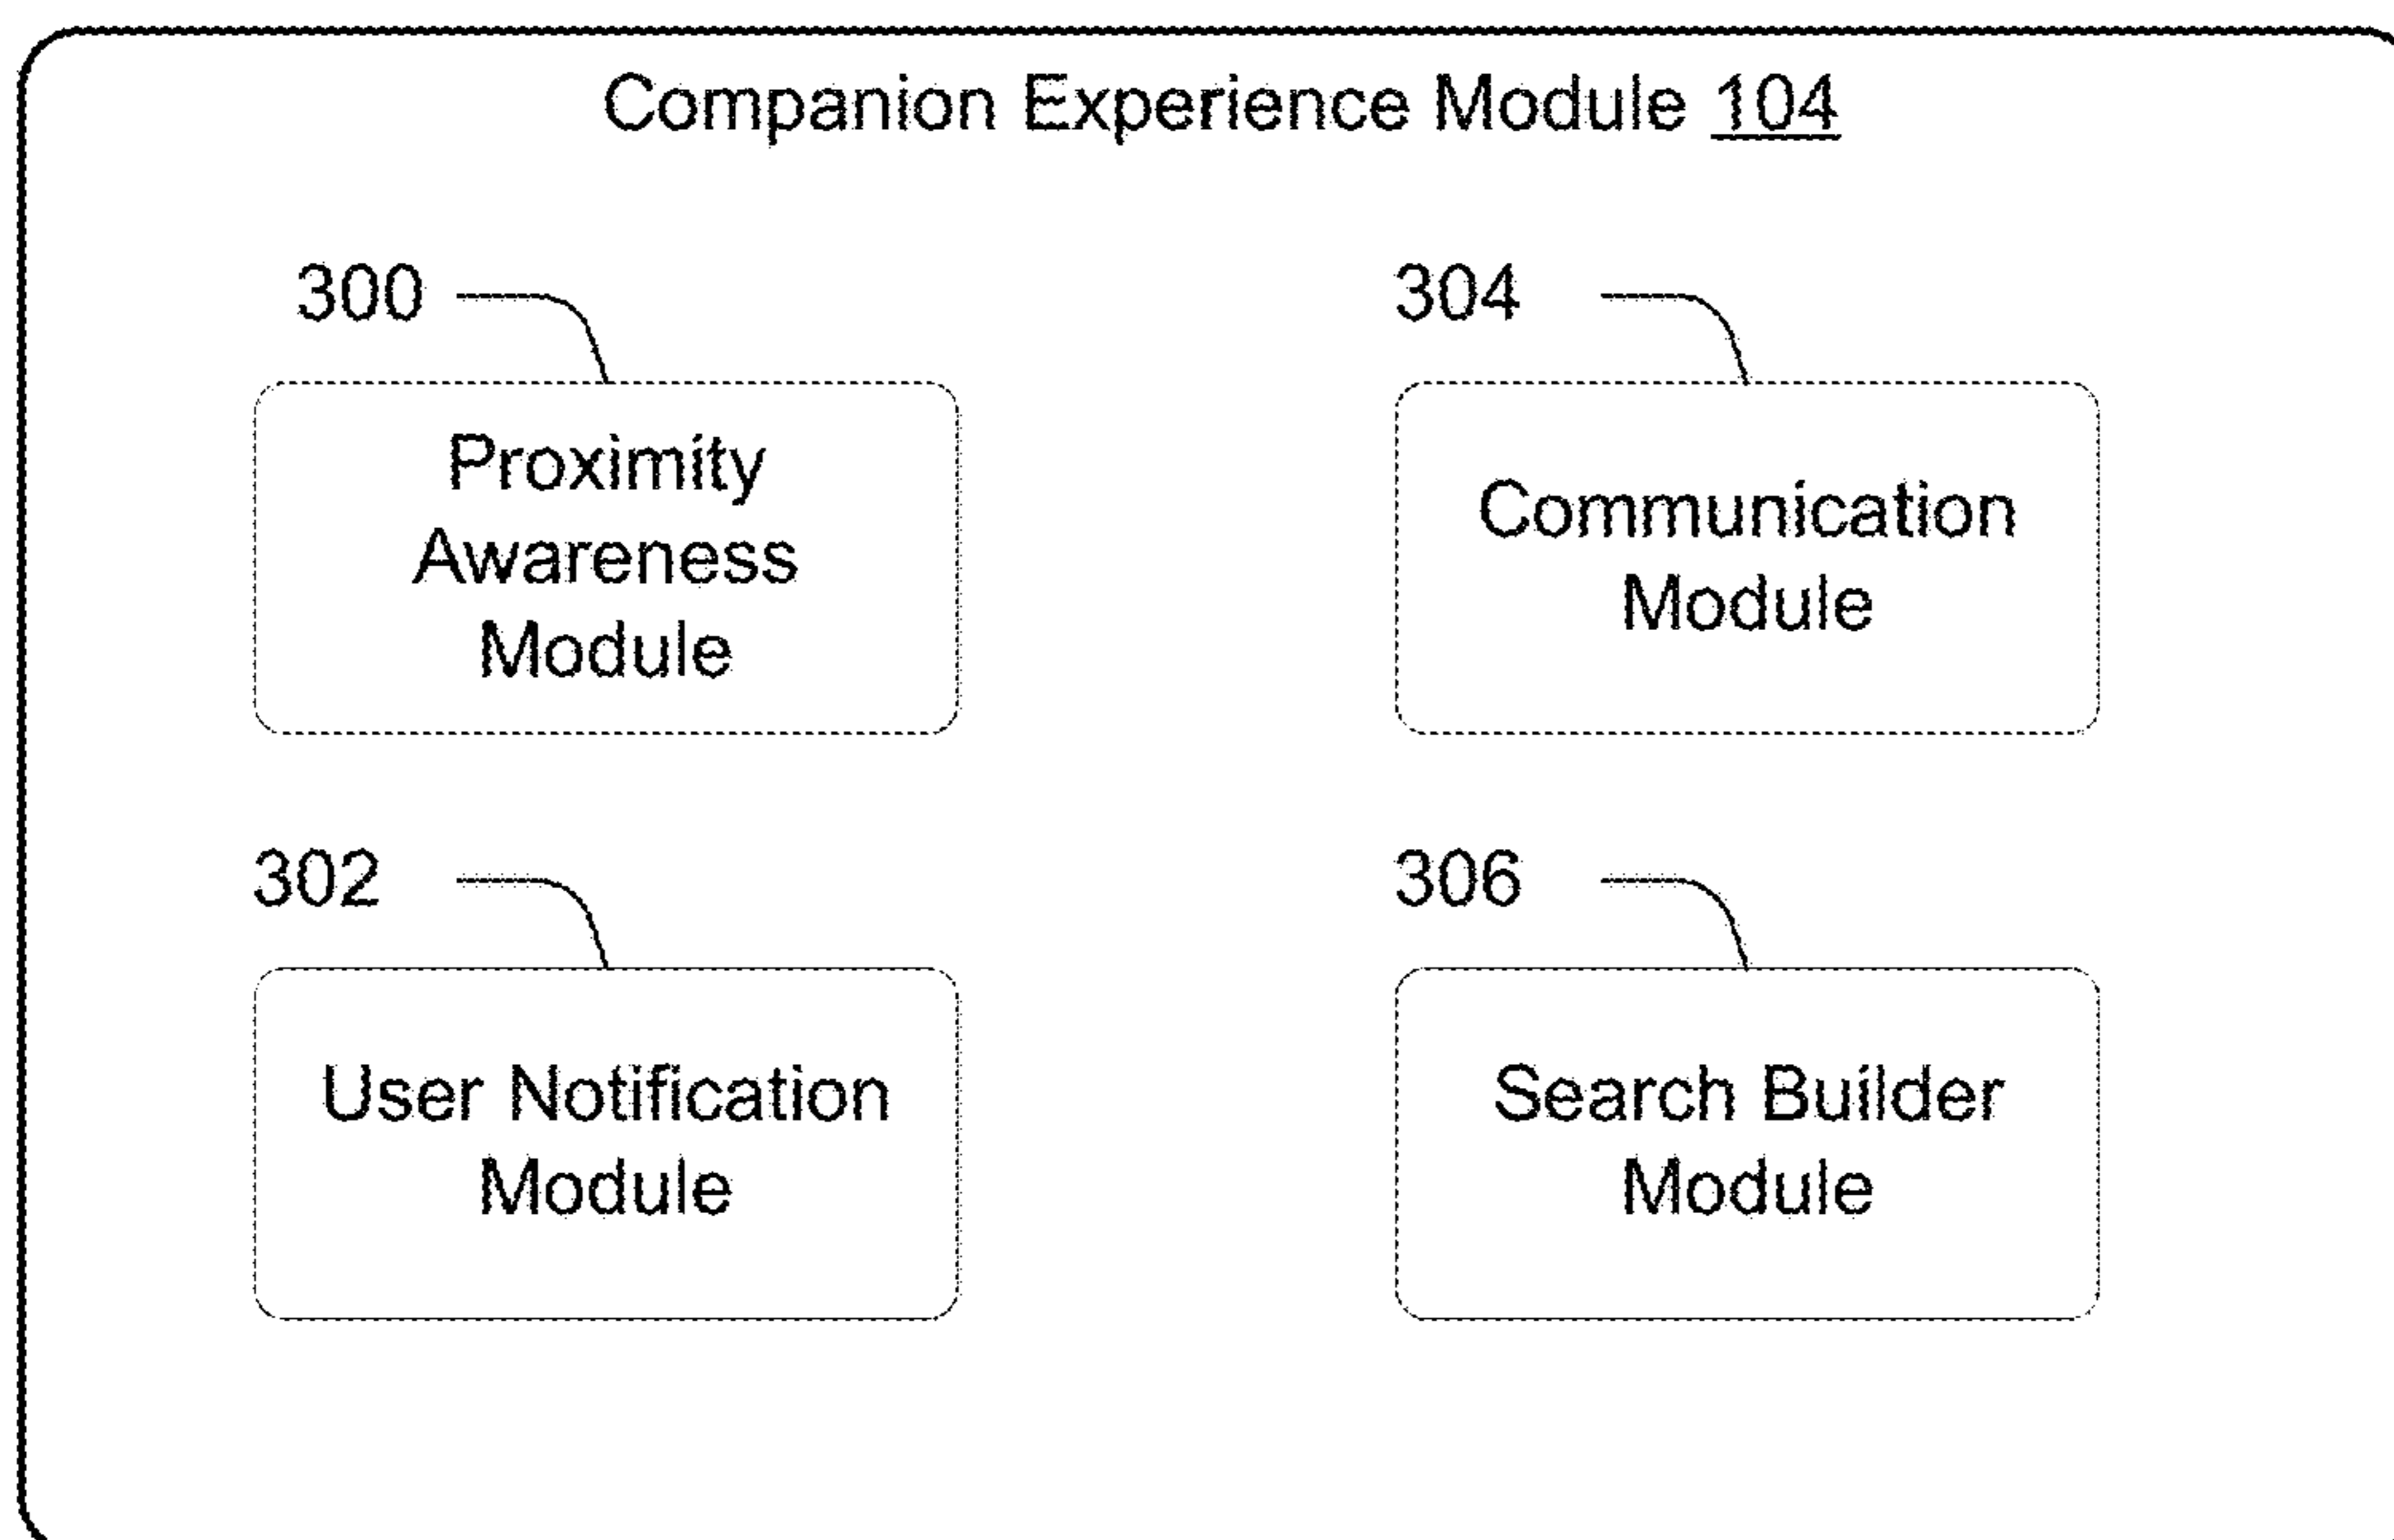 Companion Experience Module 104
300
Proximity
Awareness
Module
304
Communication
Module
302
User Notification
Module
306
Search Builder
Module